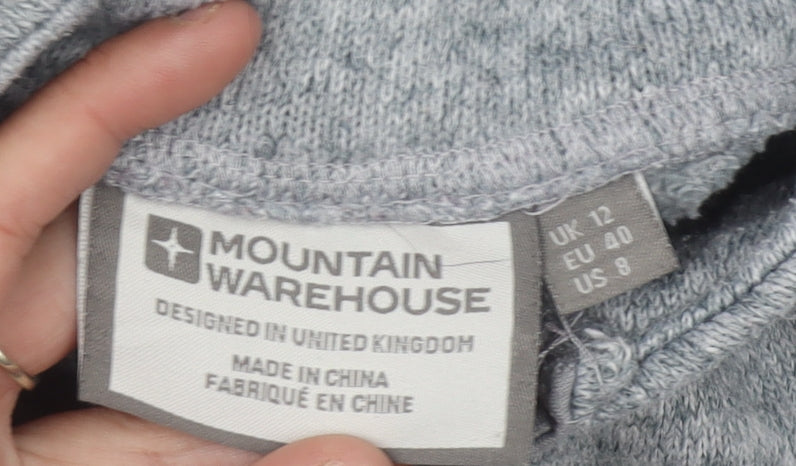 MOUNTAIN
WAREHOUSE
DESIGNED IN UNITED KINGDOM
MADE IN CHINA
FABRIQUÉ EN CHINE
UK 12
EU 40
US 8